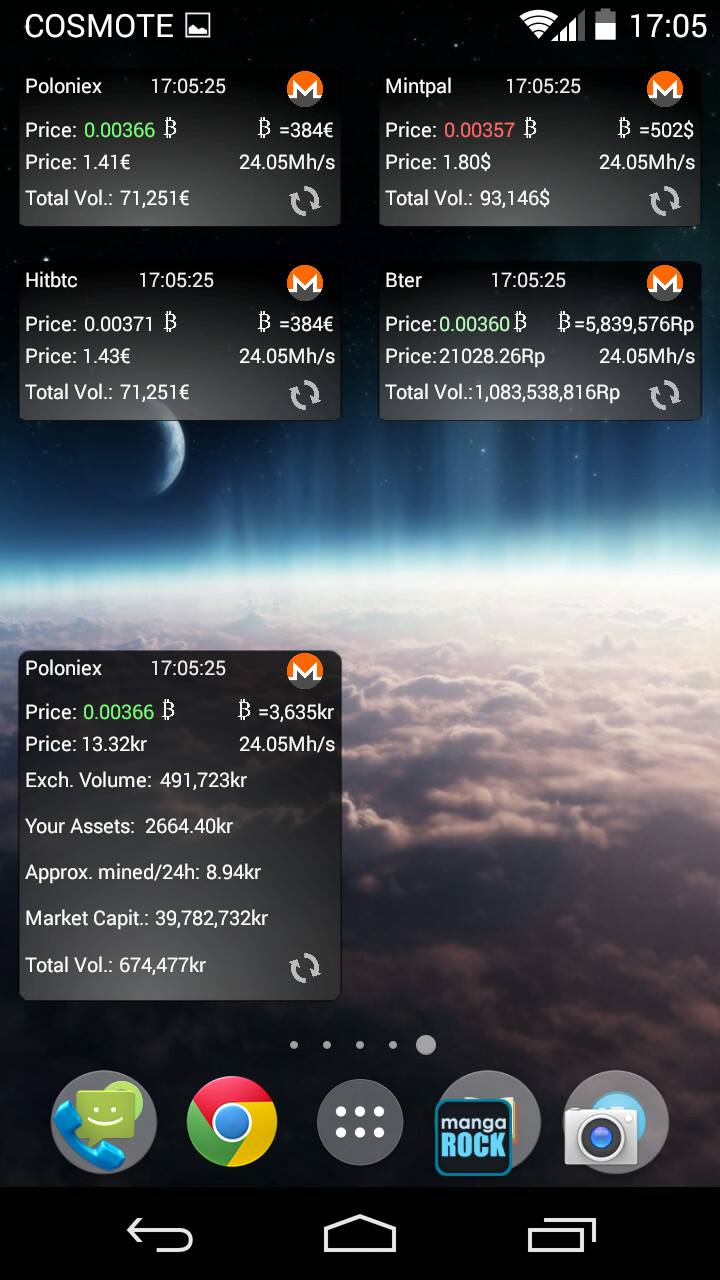 COSMOTE 17:05
Poloniex 17:05:25
Price: 0.00366 ₿ ₿ =384€
Price: 1.41€ 24.05Mh/s
Total Vol.: 71,251€
Mintpal 17:05:25
Price: 0.00357 ₿ ₿ =502$
Price: 1.80$ 24.05Mh/s
Total Vol.: 93,146$
Hitbtc 17:05:25
Price: 0.00371 ₿ ₿ =384€
Price: 1.43€ 24.05Mh/s
Total Vol.: 71,251€
Bter 17:05:25
Price:0.00360 ₿ ₿=5,839,576Rp
Price:21028.26Rp 24.05Mh/s
Total Vol.:1,083,538,816Rp
Poloniex 17:05:25
Price: 0.00366 ₿ ₿ =3,635kr
Price: 13.32kr 24.05Mh/s
Exch. Volume: 491,723kr
Your Assets: 2664.40kr
Approx. mined/24h: 8.94kr
Market Capit.: 39,782,732kr
Total Vol.: 674,477kr
manga
ROCK